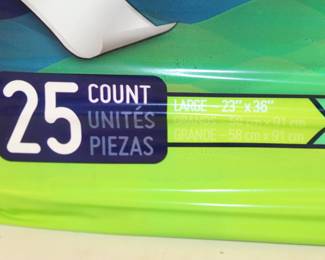 25 COUNT
UNITÉS
PIEZAS
LARGE – 23" x 36"
GRANDE – 58 cm x 91 cm